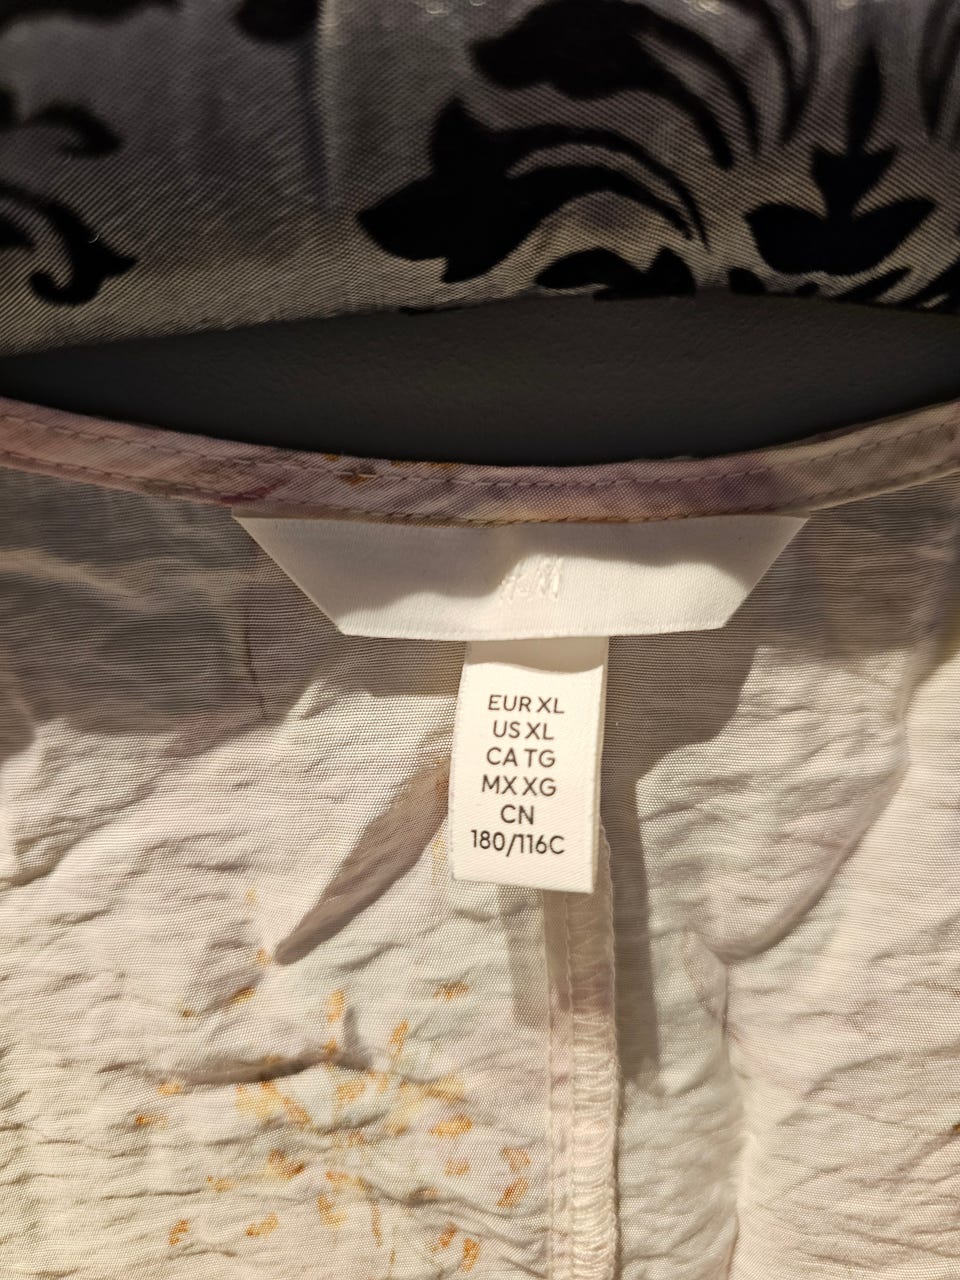 H&M
EUR XL
US XL
CA TG
MX XG
CN
180/116C